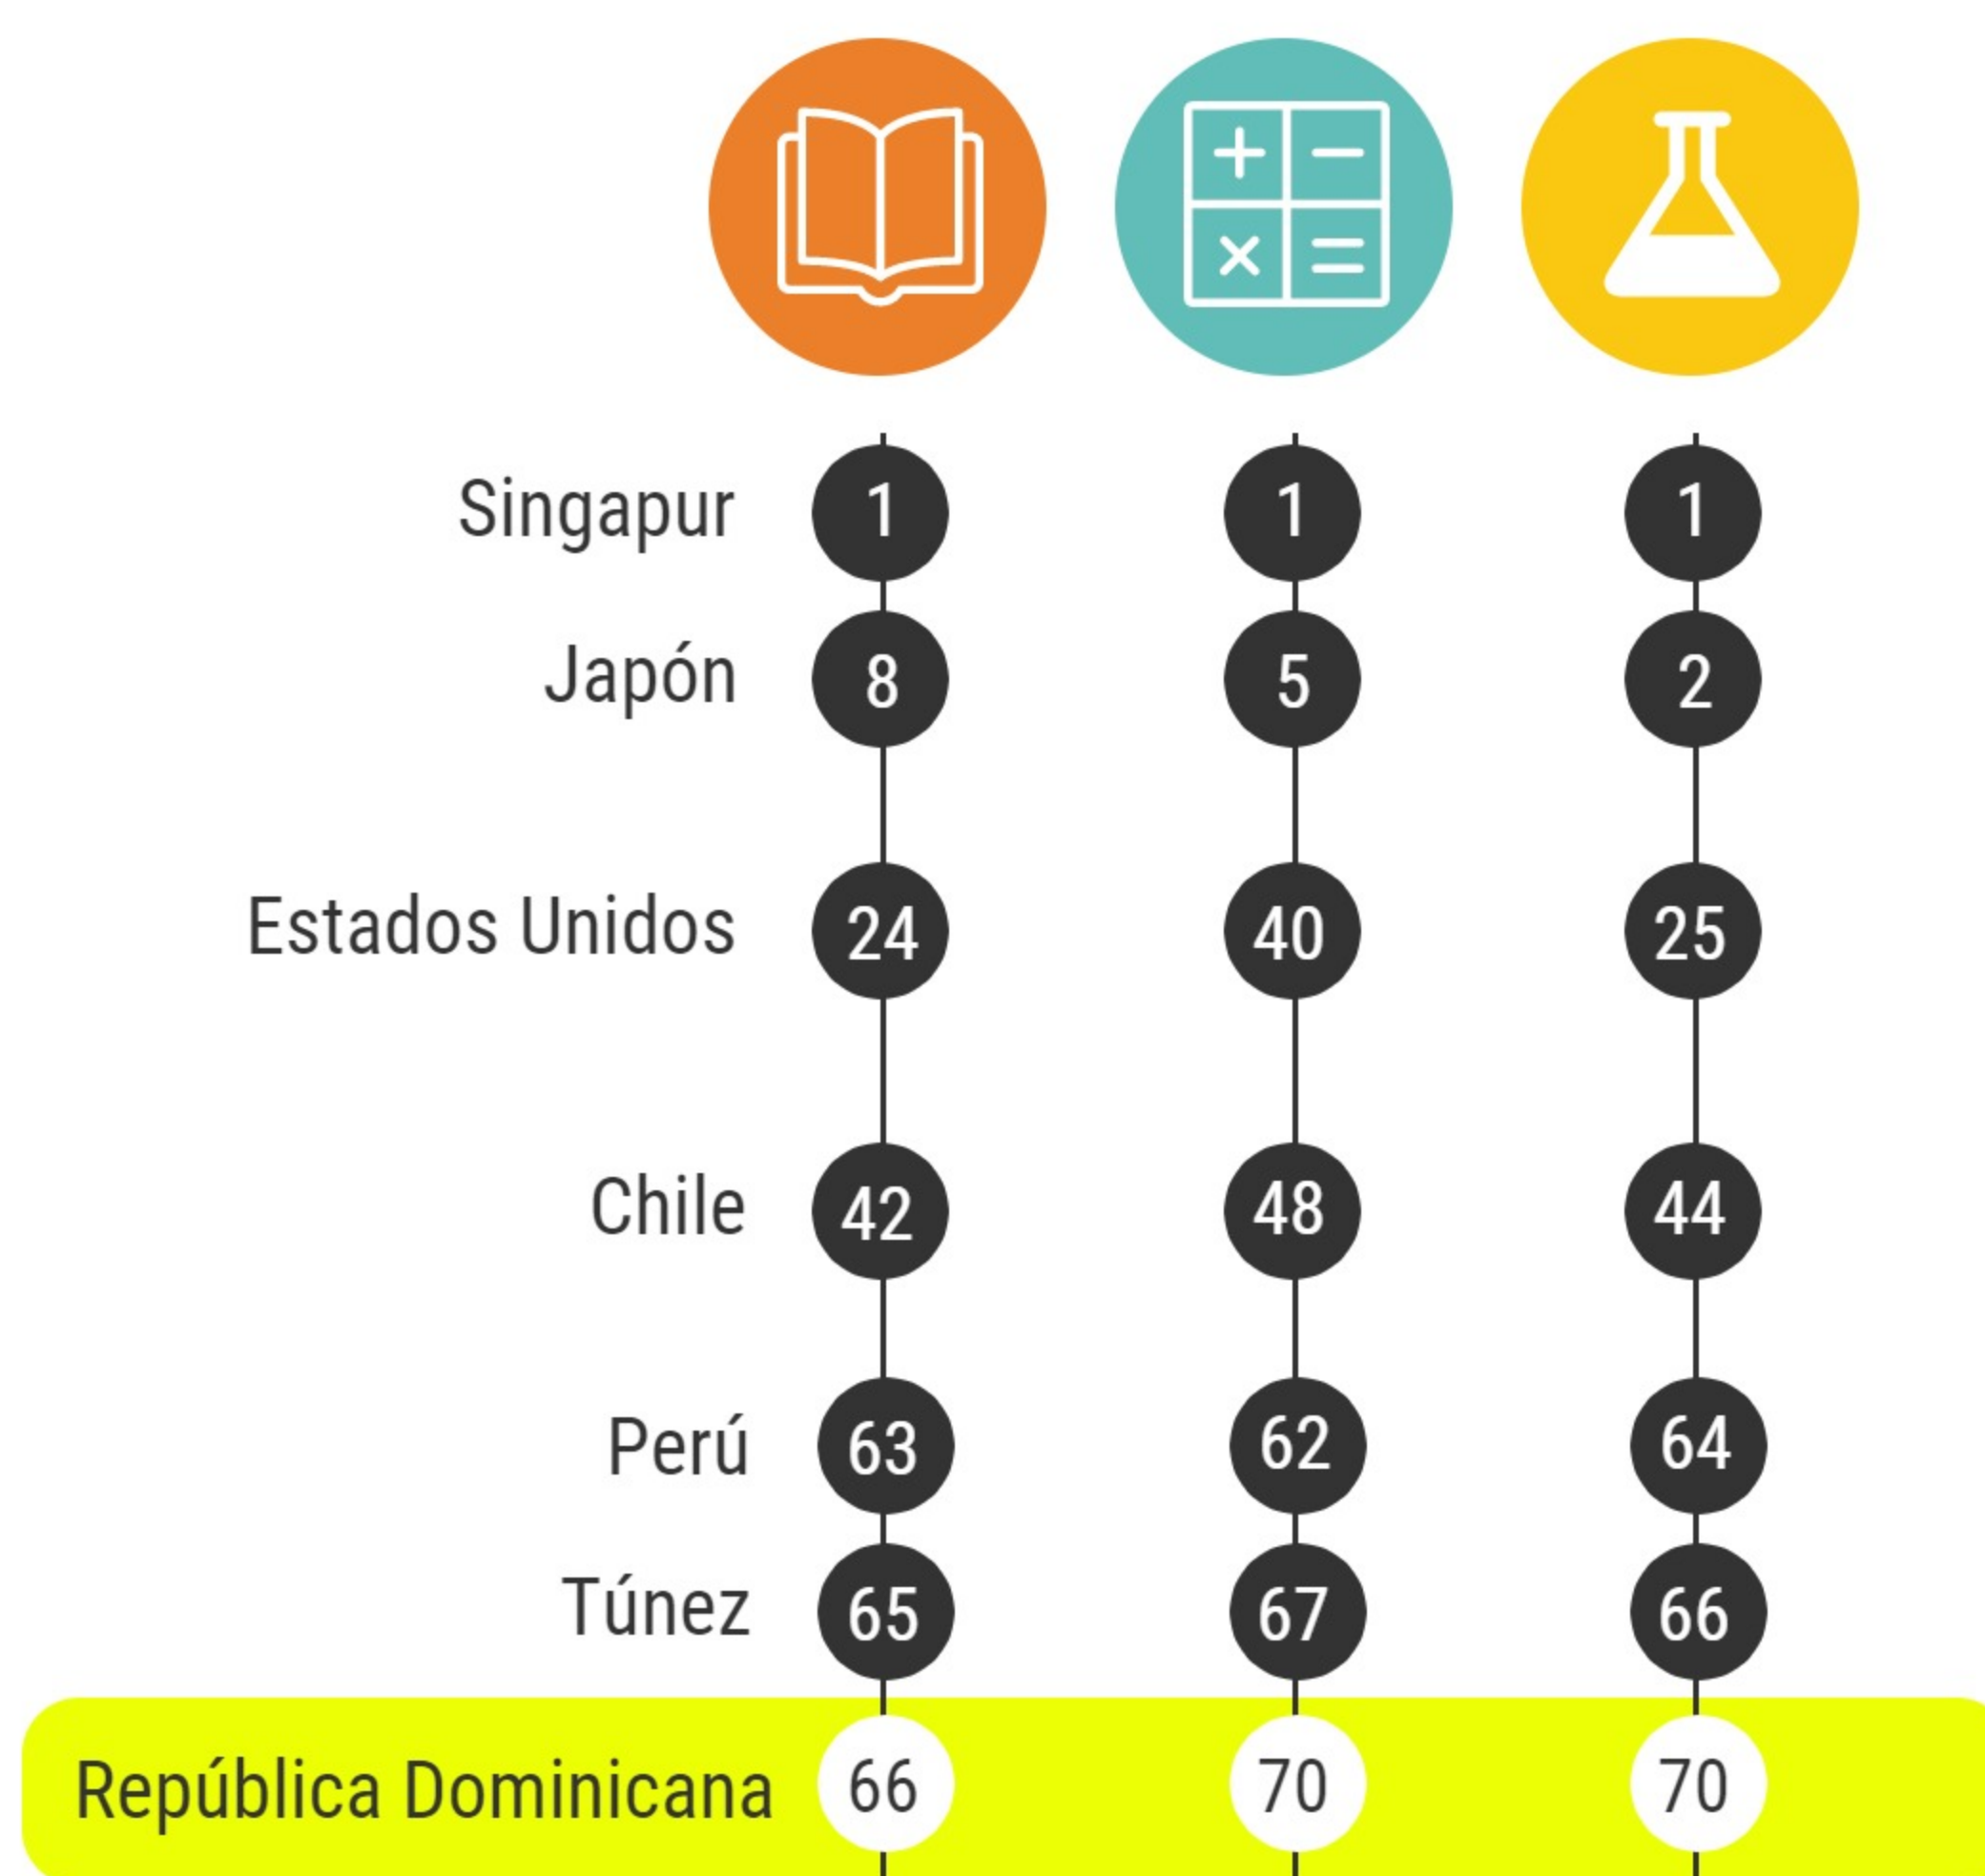 + −
× =
Singapur 1 1 1
Japón 8 5 2
Estados Unidos 24 40 25
Chile 42 48 44
Perú 63 62 64
Túnez 65 67 66
República Dominicana 66 70 70